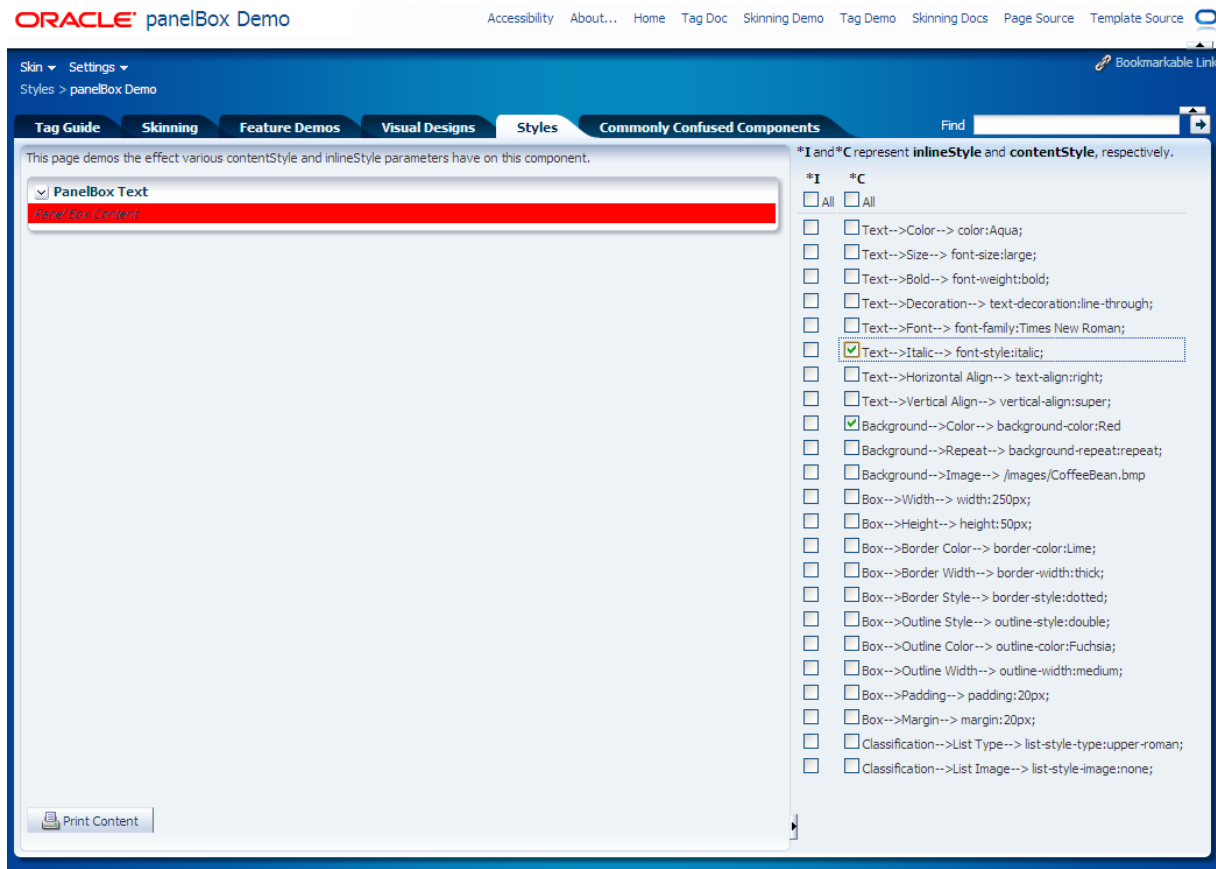 ORACLE panelBox Demo
Accessibility About... Home Tag Doc Skinning Demo Tag Demo Skinning Docs Page Source Template Source
Skin Settings
Bookmarkable Link
Styles > panelBox Demo
Tag Guide Skinning Feature Demos Visual Designs Styles Commonly Confused Components Find
This page demos the effect various contentStyle and inlineStyle parameters have on this component.
PanelBox Text
Panel Box Content
*I and *C represent inlineStyle and contentStyle, respectively.
*I *C
All All
Text-->Color--> color:Aqua;
Text-->Size--> font-size:large;
Text-->Bold--> font-weight:bold;
Text-->Decoration--> text-decoration:line-through;
Text-->Font--> font-family:Times New Roman;
Text-->Italic--> font-style:italic;
Text-->Horizontal Align--> text-align:right;
Text-->Vertical Align--> vertical-align:super;
Background-->Color--> background-color:Red
Background-->Repeat--> background-repeat:repeat;
Background-->Image--> /images/CoffeeBean.bmp
Box-->Width--> width:250px;
Box-->Height--> height:50px;
Box-->Border Color--> border-color:Lime;
Box-->Border Width--> border-width:thick;
Box-->Border Style--> border-style:dotted;
Box-->Outline Style--> outline-style:double;
Box-->Outline Color--> outline-color:Fuchsia;
Box-->Outline Width--> outline-width:medium;
Box-->Padding--> padding:20px;
Box-->Margin--> margin:20px;
Classification-->List Type--> list-style-type:upper-roman;
Classification-->List Image--> list-style-image:none;
Print Content